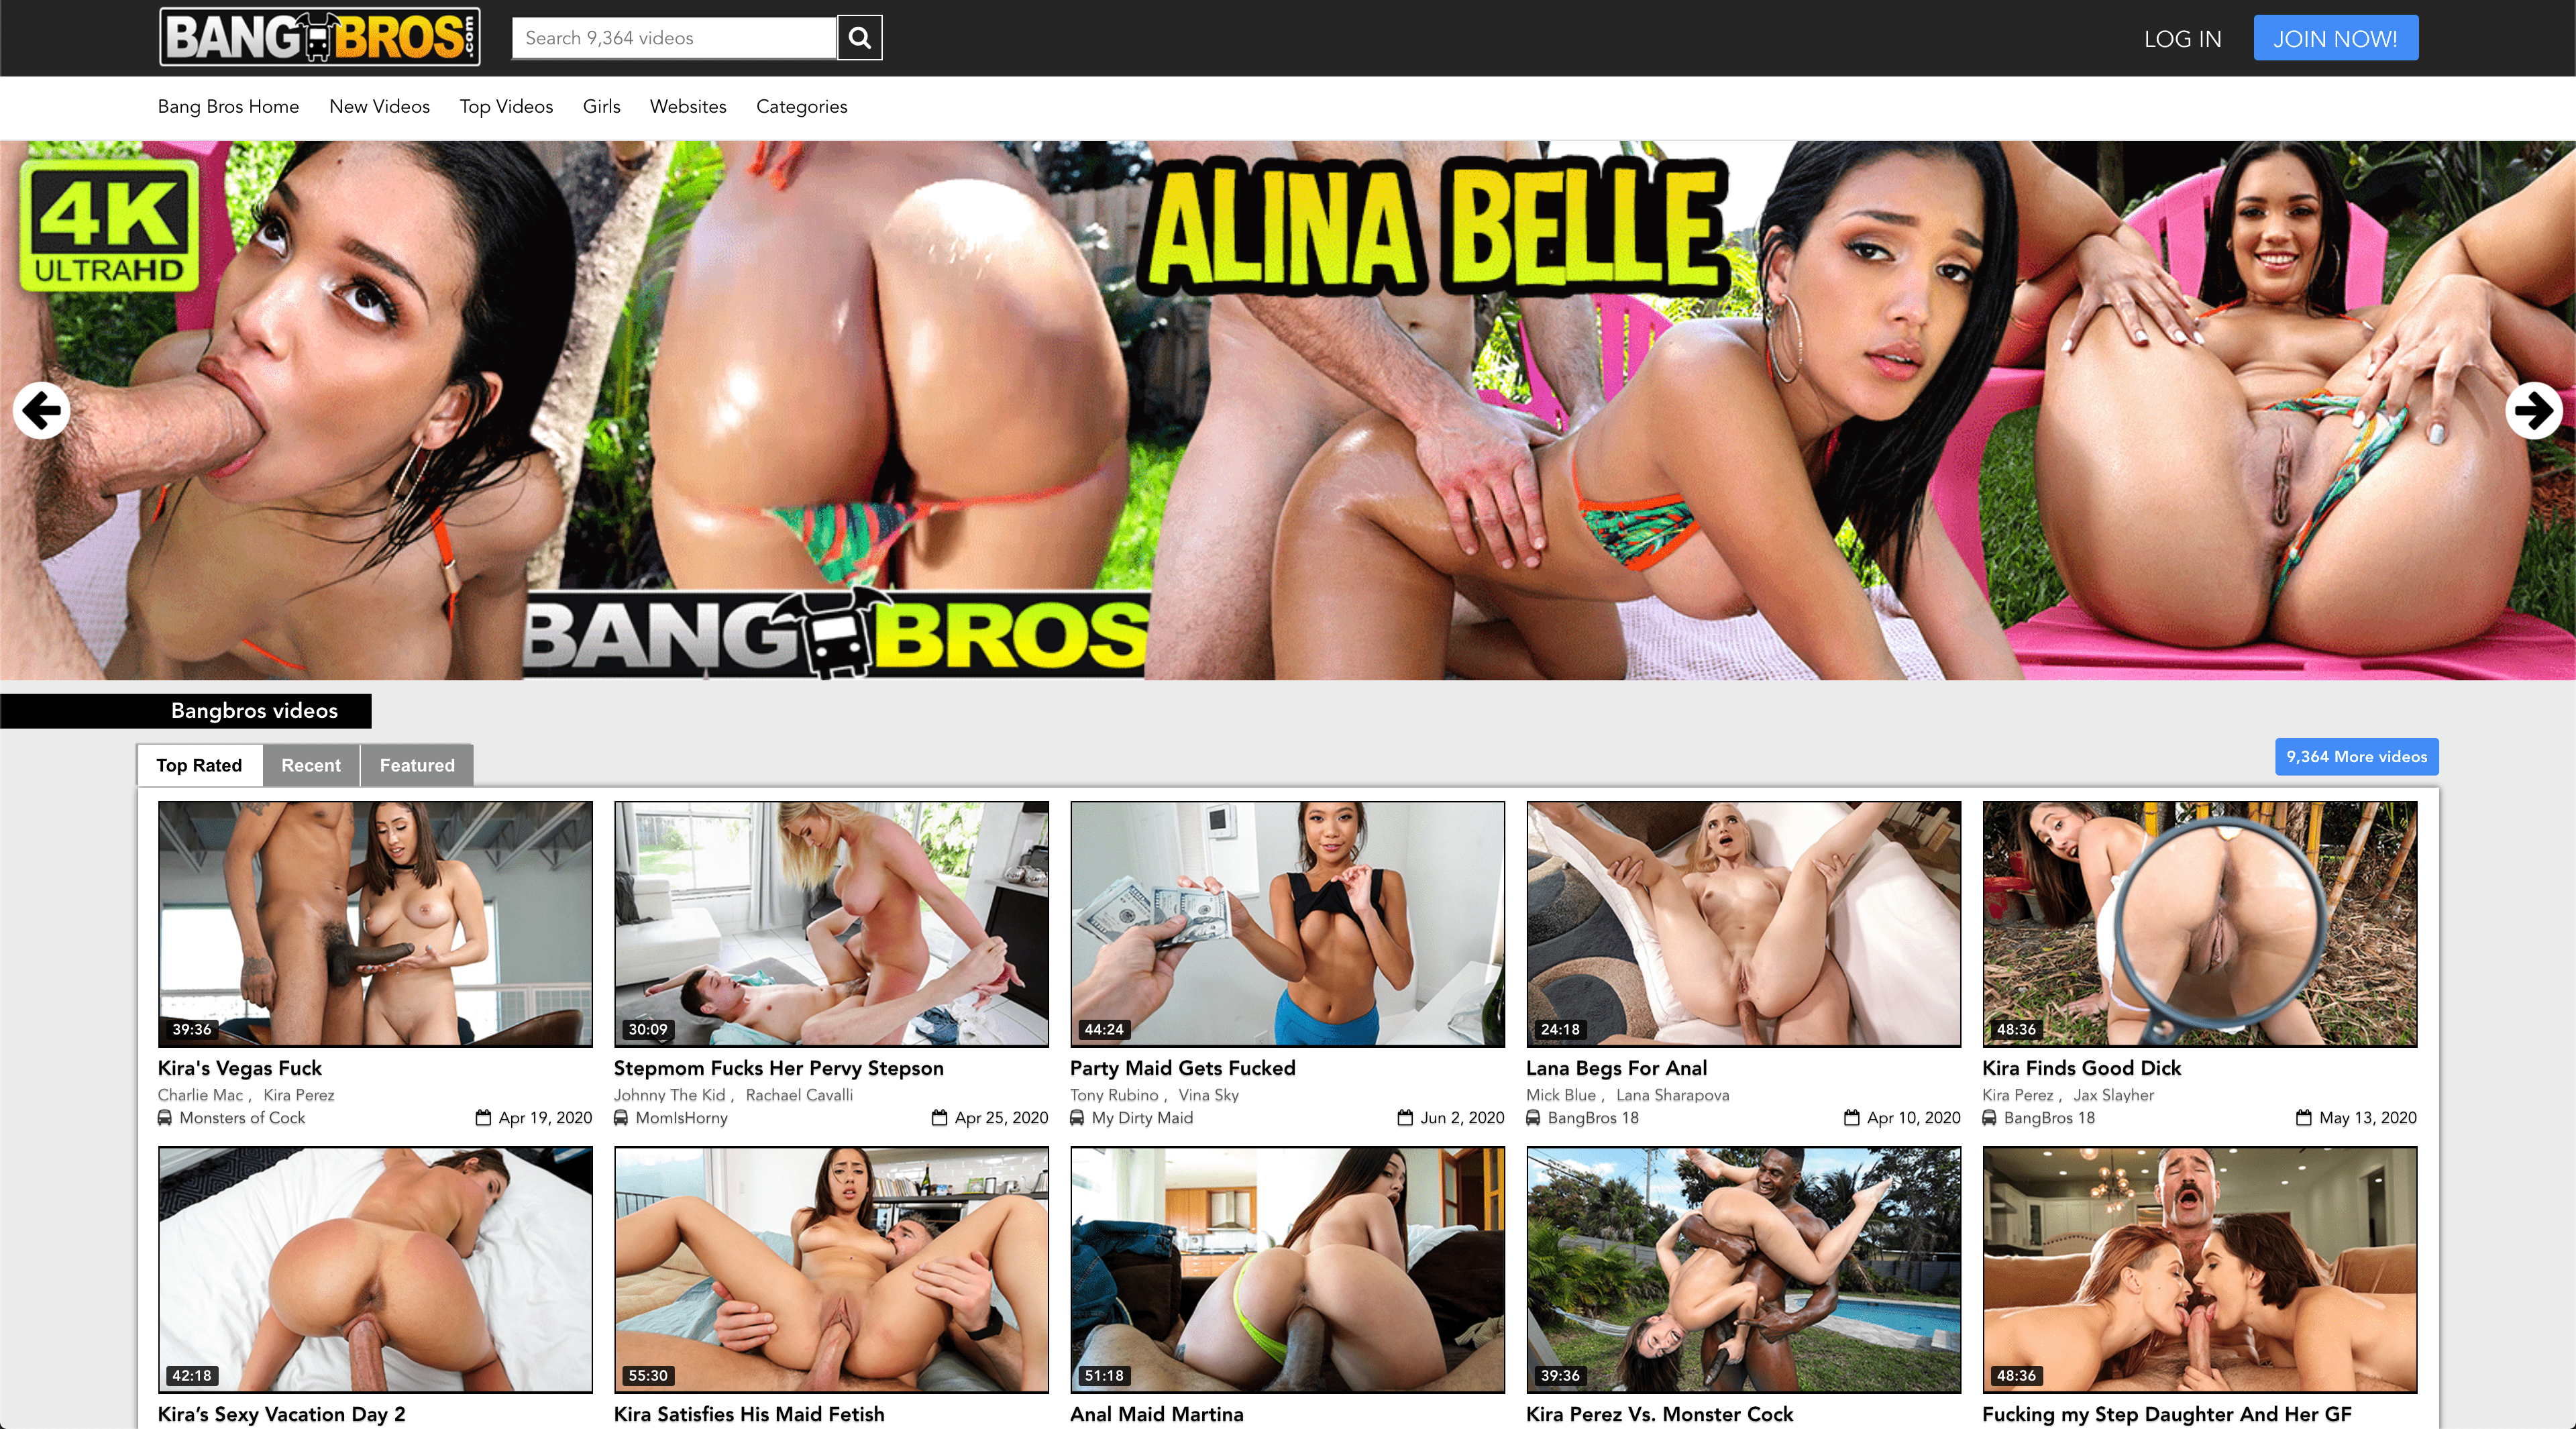 BANG BROS .com
Search 9,364 videos
LOG IN
JOIN NOW!
Bang Bros Home
New Videos
Top Videos
Girls
Websites
Categories
4K
ULTRAHD
ALINA BELLE
BANG BROS
Bangbros videos
Top Rated
Recent
Featured
9,364 More videos
39:36
30:09
44:24
24:18
48:36
Kira's Vegas Fuck
Charlie Mac , Kira Perez
Monsters of Cock
Apr 19, 2020
Stepmom Fucks Her Pervy Stepson
Johnny The Kid , Rachael Cavalli
MomIsHorny
Apr 25, 2020
Party Maid Gets Fucked
Tony Rubino , Vina Sky
My Dirty Maid
Jun 2, 2020
Lana Begs For Anal
Mick Blue , Lana Sharapova
BangBros 18
Apr 10, 2020
Kira Finds Good Dick
Kira Perez , Jax Slayher
BangBros 18
May 13, 2020
42:18
55:30
51:18
39:36
48:36
Kira’s Sexy Vacation Day 2
Kira Satisfies His Maid Fetish
Anal Maid Martina
Kira Perez Vs. Monster Cock
Fucking my Step Daughter And Her GF